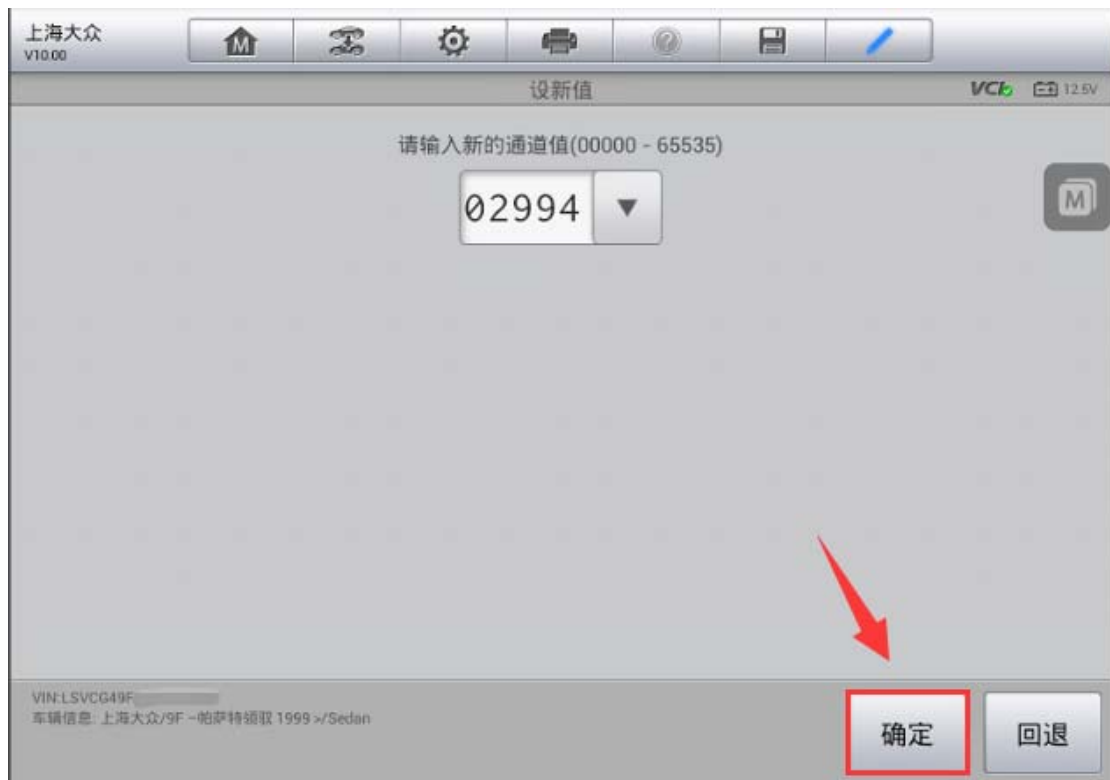 上海大众
V10.00
M
设新值
VCI 12.5V
请输入新的通道值(00000 - 65535)
02994
M
VIN:LSVCG49F
车辆信息: 上海大众/9F -帕萨特领驭 1999 >/Sedan
确定
回退